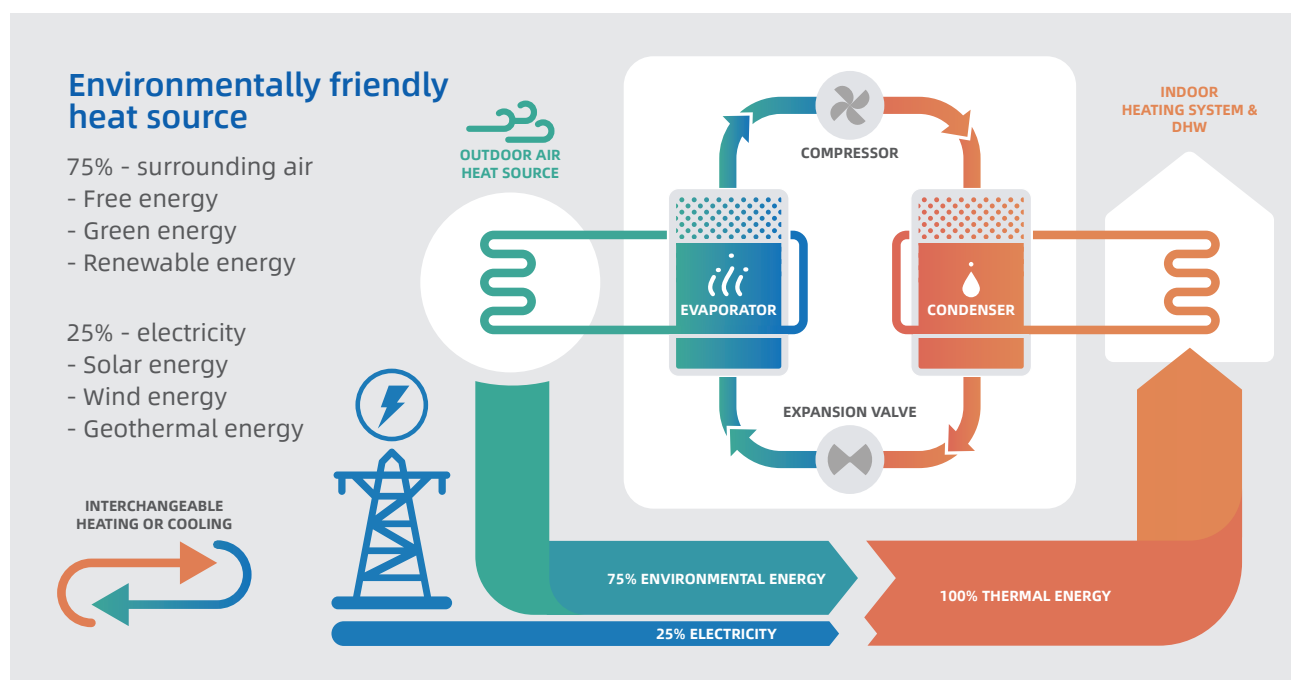 Environmentally friendly
heat source
75% - surrounding air
- Free energy
- Green energy
- Renewable energy
25% - electricity
- Solar energy
- Wind energy
- Geothermal energy
INTERCHANGEABLE
HEATING OR COOLING
OUTDOOR AIR
HEAT SOURCE
COMPRESSOR
EVAPORATOR
CONDENSER
EXPANSION VALVE
INDOOR
HEATING SYSTEM &
DHW
75% ENVIRONMENTAL ENERGY
25% ELECTRICITY
100% THERMAL ENERGY